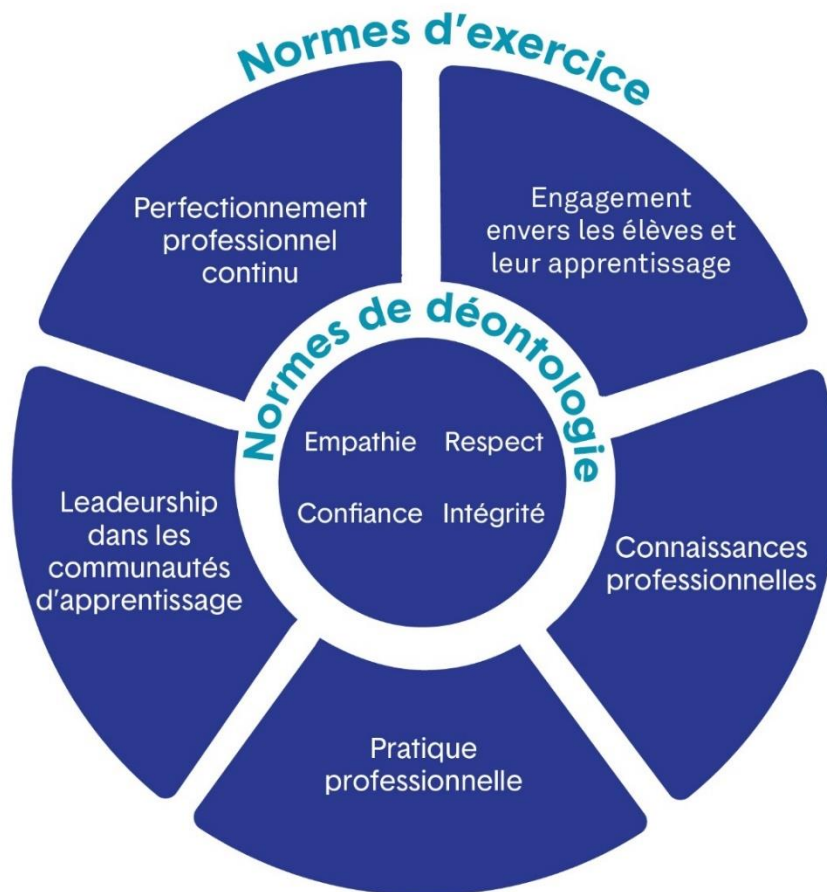 Normes d'exercice
Perfectionnement
professionnel
continu
Engagement
envers les élèves et
leur apprentissage
Normes de déontologie
Empathie Respect
Confiance Intégrité
Leadeurship
dans les
communautés
d'apprentissage
Connaissances
professionnelles
Pratique
professionnelle